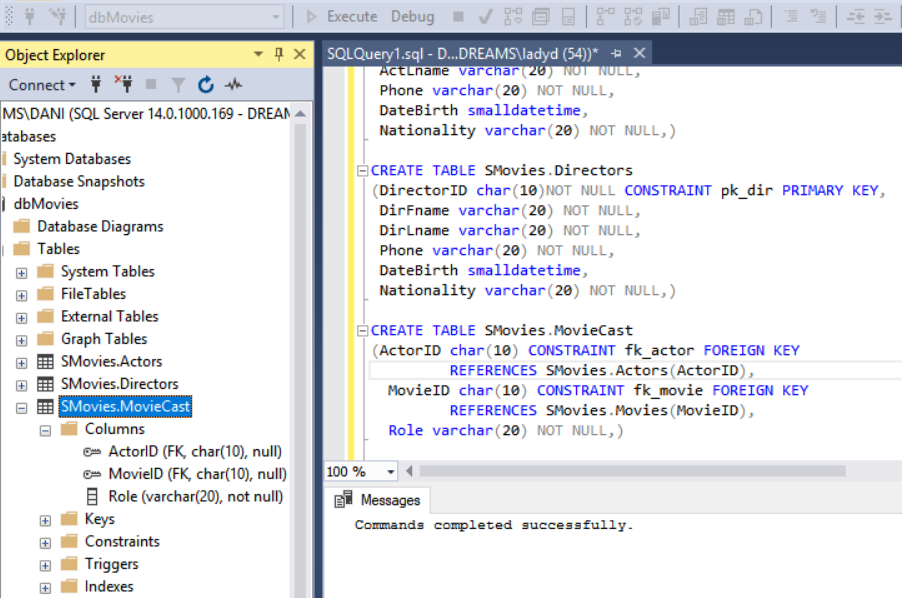 dbMovies
Execute Debug
Object Explorer
Connect
MS\DANI (SQL Server 14.0.1000.169 - DREAM
atabases
System Databases
Database Snapshots
dbMovies
Database Diagrams
Tables
System Tables
FileTables
External Tables
Graph Tables
SMovies.Actors
SMovies.Directors
SMovies.MovieCast
Columns
ActorID (FK, char(10), null)
MovieID (FK, char(10), null)
Role (varchar(20), not null)
Keys
Constraints
Triggers
Indexes
SQLQuery1.sql - D...DREAMS\ladyd (54))*
ActLname varchar(20) NOT NULL,
Phone varchar(20) NOT NULL,
DateBirth smalldatetime,
Nationality varchar(20) NOT NULL,)
CREATE TABLE SMovies.Directors
(DirectorID char(10)NOT NULL CONSTRAINT pk_dir PRIMARY KEY,
DirFname varchar(20) NOT NULL,
DirLname varchar(20) NOT NULL,
Phone varchar(20) NOT NULL,
DateBirth smalldatetime,
Nationality varchar(20) NOT NULL,)
CREATE TABLE SMovies.MovieCast
(ActorID char(10) CONSTRAINT fk_actor FOREIGN KEY
REFERENCES SMovies.Actors(ActorID),
MovieID char(10) CONSTRAINT fk_movie FOREIGN KEY
REFERENCES SMovies.Movies(MovieID),
Role varchar(20) NOT NULL,)
100 %
Messages
Commands completed successfully.